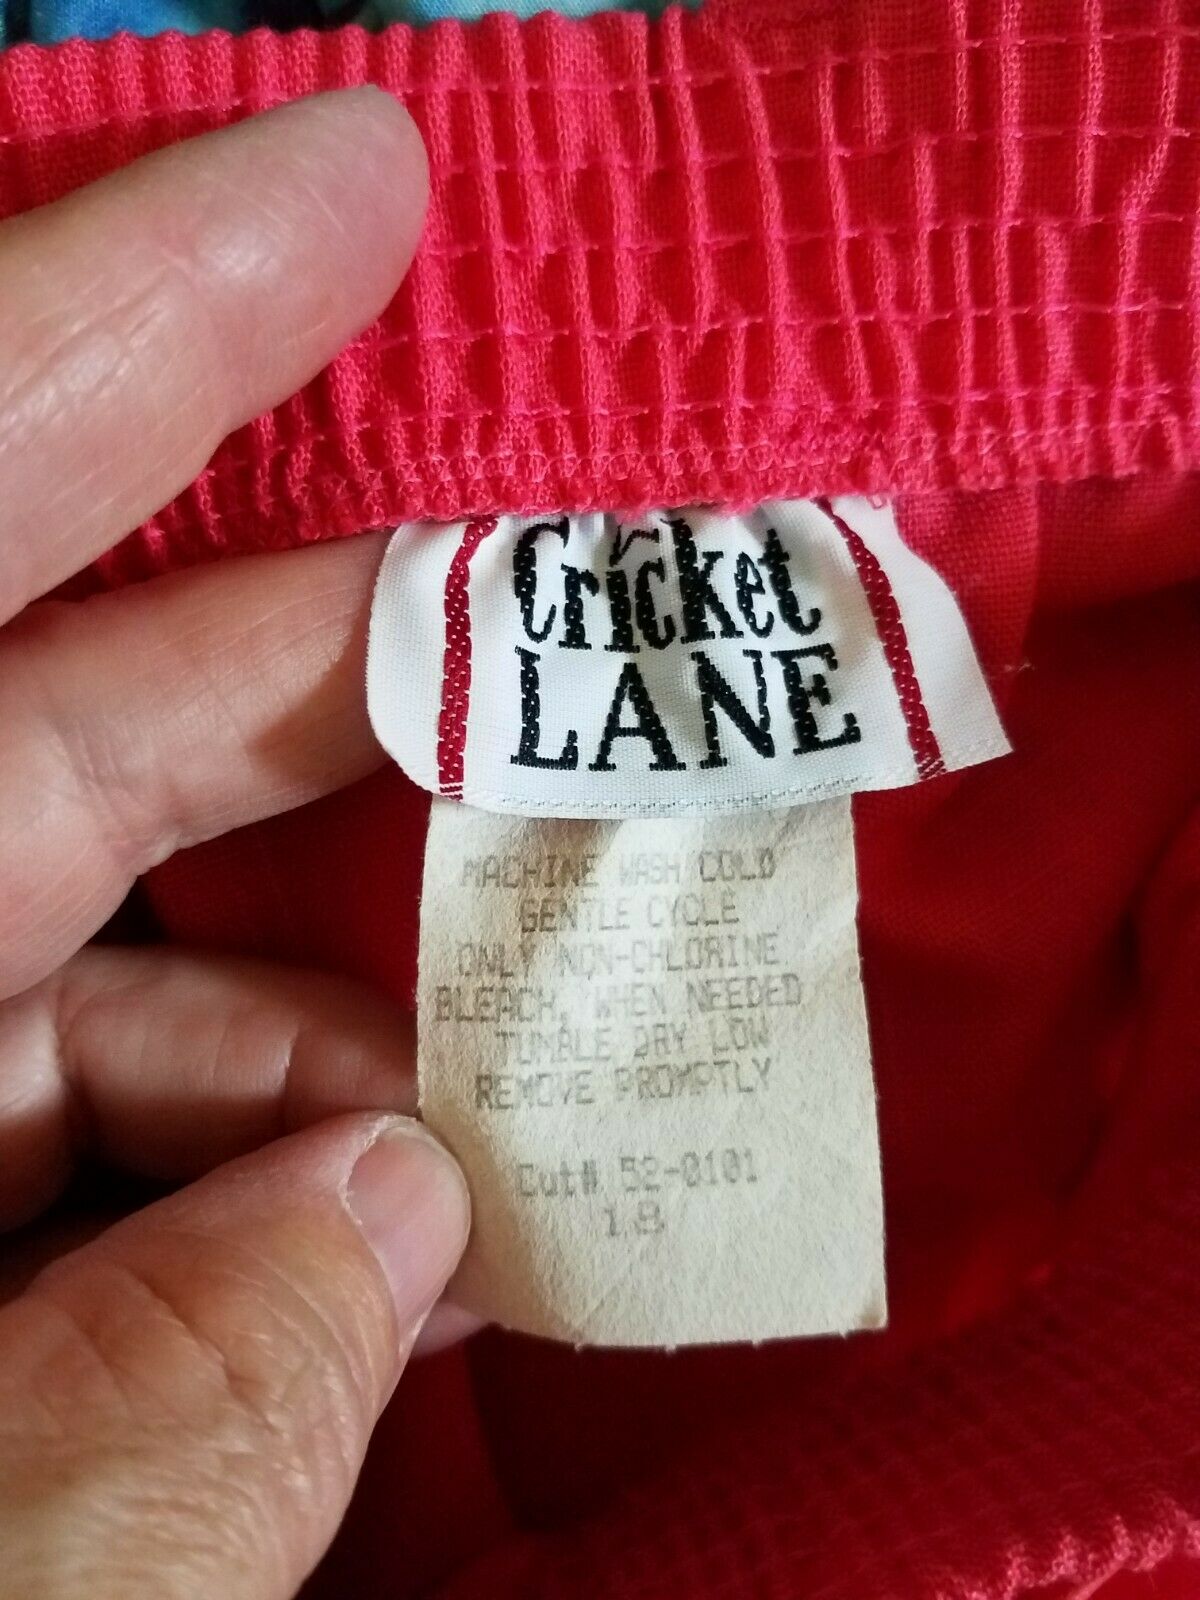 Cricket
LANE
MACHINE WASH COLD
GENTLE CYCLE
ONLY NON-CHLORINE
BLEACH, WHEN NEEDED
TUMBLE DRY LOW
REMOVE PROMPTLY
Cut# 52-0101
18